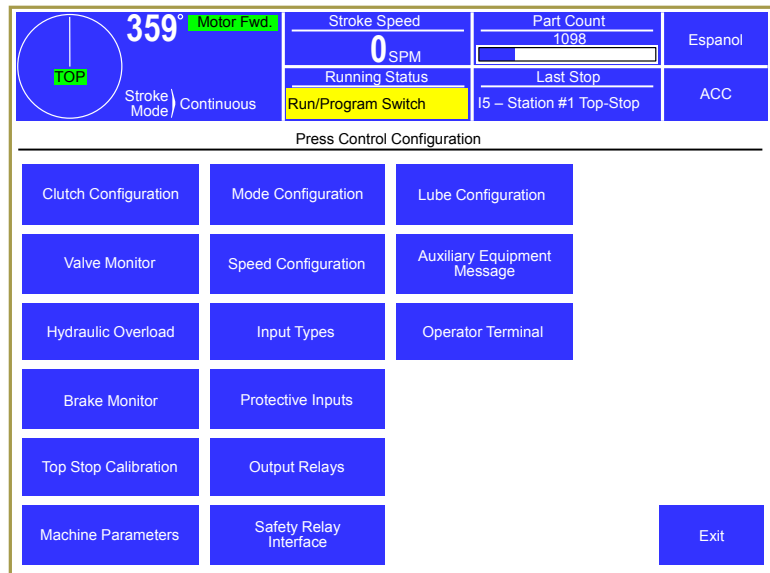 359° Motor Fwd.
TOP
Stroke Mode) Continuous
Stroke Speed
0 SPM
Part Count
1098
Espanol
Running Status
Run/Program Switch
Last Stop
I5 – Station #1 Top-Stop
ACC
Press Control Configuration
Clutch Configuration
Mode Configuration
Lube Configuration
Valve Monitor
Speed Configuration
Auxiliary Equipment
Message
Hydraulic Overload
Input Types
Operator Terminal
Brake Monitor
Protective Inputs
Top Stop Calibration
Output Relays
Machine Parameters
Safety Relay
Interface
Exit